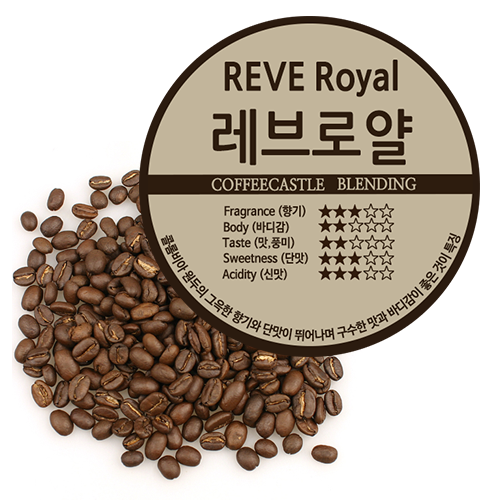 REVE Royal
레브로얄
COFFEECASTLE BLENDING
Fragrance (향기) ★★★☆☆
Body (바디감) ★★☆☆☆
Taste (맛,풍미) ★★☆☆☆
Sweetness (단맛) ★★★☆☆
Acidity (신맛) ★★★☆☆
콜롬비아 원두의 그윽한 향기와 단맛이 뛰어나며 구수한 맛과 바디감이 좋은 것이 특징